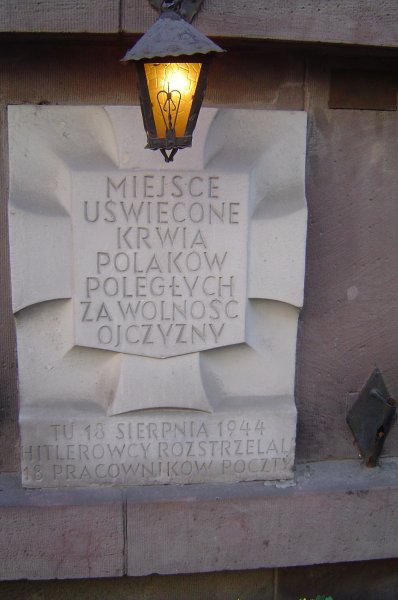 MIEJSCE
UŚWIĘCONE
KRWIĄ
POLAKÓW
POLEGŁYCH
ZA WOLNOŚĆ
OJCZYZNY
TU 18 SIERPNIA 1944
HITLEROWCY ROZSTRZELALI
18 PRACOWNIKÓW POCZTY